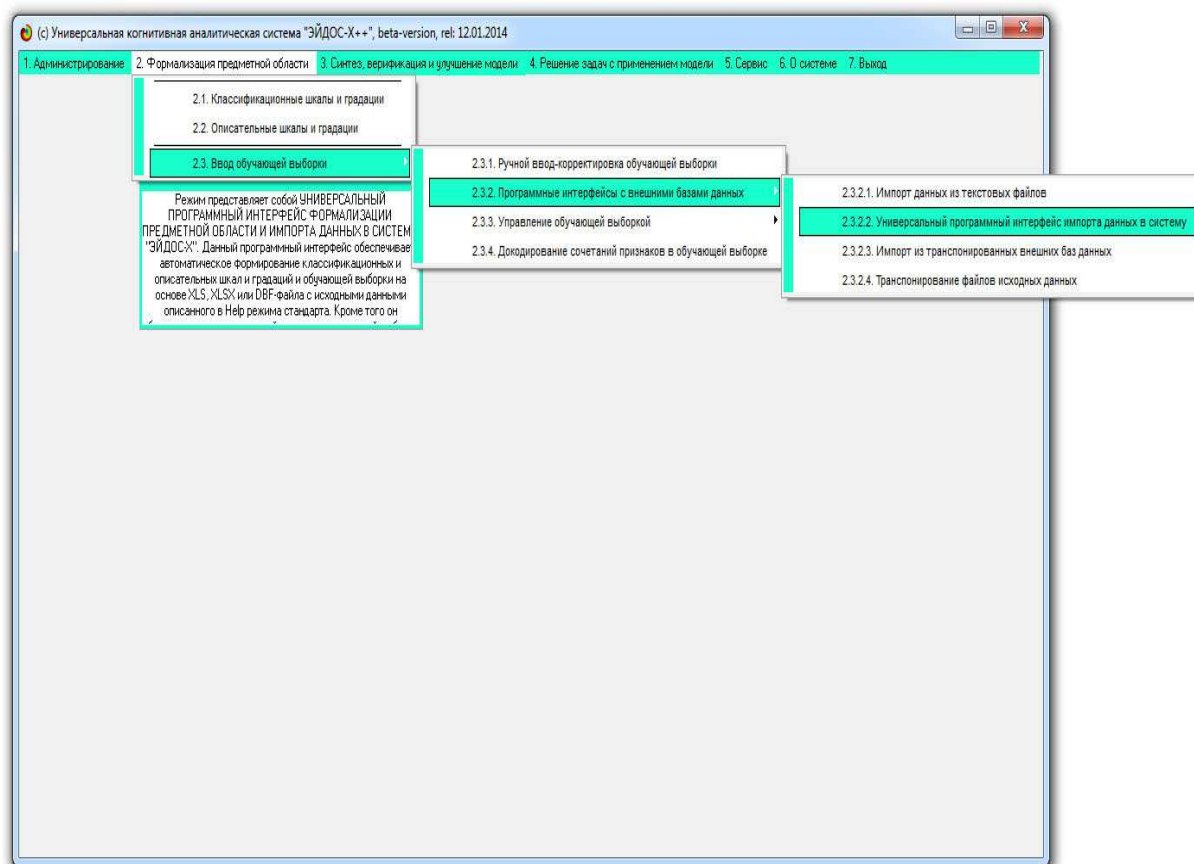 (c) Универсальная когнитивная аналитическая система "ЭЙДОС-X++", beta-version, rel: 12.01.2014
1. Администрирование 2. Формализация предметной области 3. Синтез, верификация и улучшение модели 4. Решение задач с применением модели 5. Сервис 6. О системе 7. Выход
2.1. Классификационные шкалы и градации
2.2. Описательные шкалы и градации
2.3. Ввод обучающей выборки
2.3.1. Ручной ввод-корректировка обучающей выборки
2.3.2. Программные интерфейсы с внешними базами данных
2.3.3. Управление обучающей выборкой
2.3.4. Докодирование сочетаний признаков в обучающей выборке
2.3.2.1. Импорт данных из текстовых файлов
2.3.2.2. Универсальный программный интерфейс импорта данных в систему
2.3.2.3. Импорт из транспонированных внешних баз данных
2.3.2.4. Транспонирование файлов исходных данных
Режим представляет собой УНИВЕРСАЛЬНЫЙ
ПРОГРАММНЫЙ ИНТЕРФЕЙС ФОРМАЛИЗАЦИИ
ПРЕДМЕТНОЙ ОБЛАСТИ И ИМПОРТА ДАННЫХ В СИСТЕМ
"ЭЙДОС-X". Данный программный интерфейс обеспечивае
автоматическое формирование классификационных и
описательных шкал и градаций и обучающей выборки на
основе XLS, XLSX или DBF-файла с исходными данными
описанного в Help режима стандарта. Кроме того он